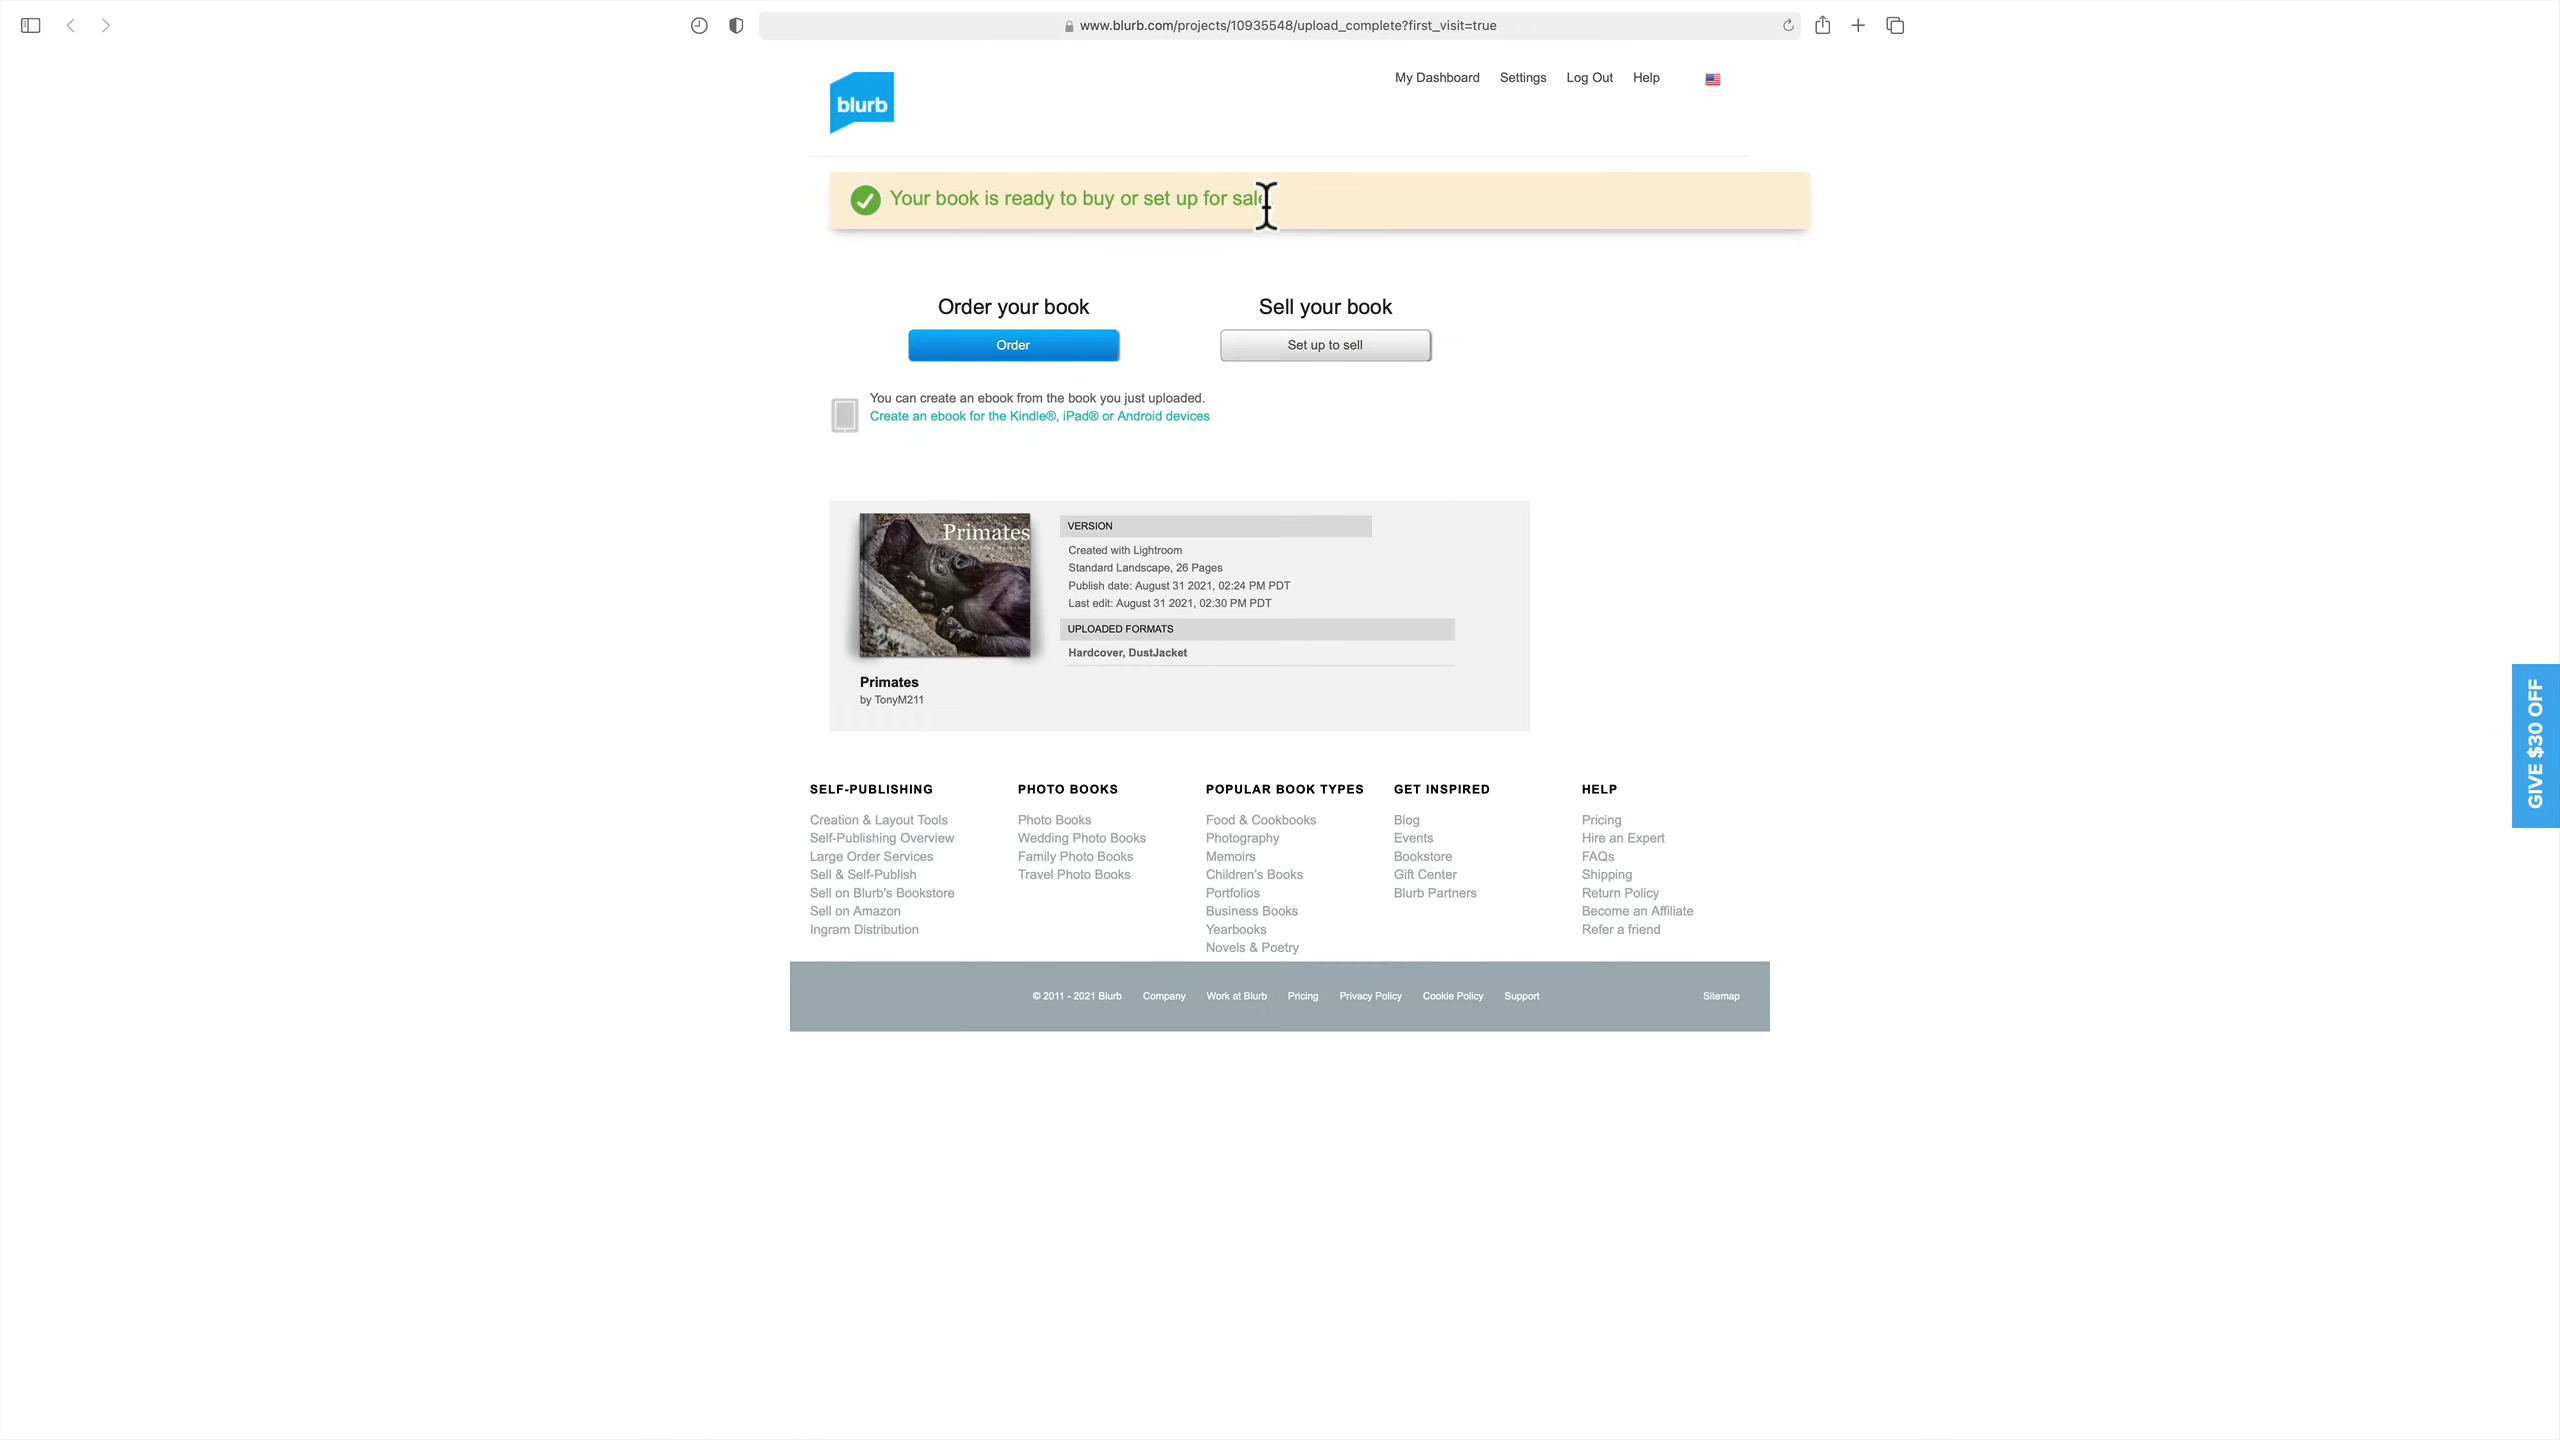 www.blurb.com/projects/10935548/upload_complete?first_visit=true
blurb
My Dashboard Settings Log Out Help
Your book is ready to buy or set up for sale
Order your book
Order
Sell your book
Set up to sell
You can create an ebook from the book you just uploaded.
Create an ebook for the Kindle®, iPad® or Android devices
Primates
VERSION
Created with Lightroom
Standard Landscape, 26 Pages
Publish date: August 31 2021, 02:24 PM PDT
Last edit: August 31 2021, 02:30 PM PDT
UPLOADED FORMATS
Hardcover, DustJacket
Primates
by TonyM211
GIVE $30 OFF
SELF-PUBLISHING
Creation & Layout Tools
Self-Publishing Overview
Large Order Services
Sell & Self-Publish
Sell on Blurb's Bookstore
Sell on Amazon
Ingram Distribution
PHOTO BOOKS
Photo Books
Wedding Photo Books
Family Photo Books
Travel Photo Books
POPULAR BOOK TYPES
Food & Cookbooks
Photography
Memoirs
Children's Books
Portfolios
Business Books
Yearbooks
Novels & Poetry
GET INSPIRED
Blog
Events
Bookstore
Gift Center
Blurb Partners
HELP
Pricing
Hire an Expert
FAQs
Shipping
Return Policy
Become an Affiliate
Refer a friend
© 2011 - 2021 Blurb Company Work at Blurb Pricing Privacy Policy Cookie Policy Support Sitemap